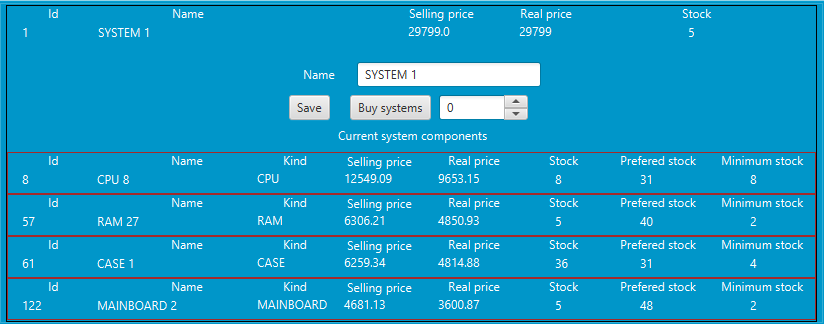 Id Name Selling price Real price Stock
1 SYSTEM 1 29799.0 29799 5
Name SYSTEM 1
Save Buy systems 0
Current system components
Id Name Kind Selling price Real price Stock Prefered stock Minimum stock
8 CPU 8 CPU 12549.09 9653.15 8 31 8
Id Name Kind Selling price Real price Stock Prefered stock Minimum stock
57 RAM 27 RAM 6306.21 4850.93 5 40 2
Id Name Kind Selling price Real price Stock Prefered stock Minimum stock
61 CASE 1 CASE 6259.34 4814.88 36 31 4
Id Name Kind Selling price Real price Stock Prefered stock Minimum stock
122 MAINBOARD 2 MAINBOARD 4681.13 3600.87 5 48 2